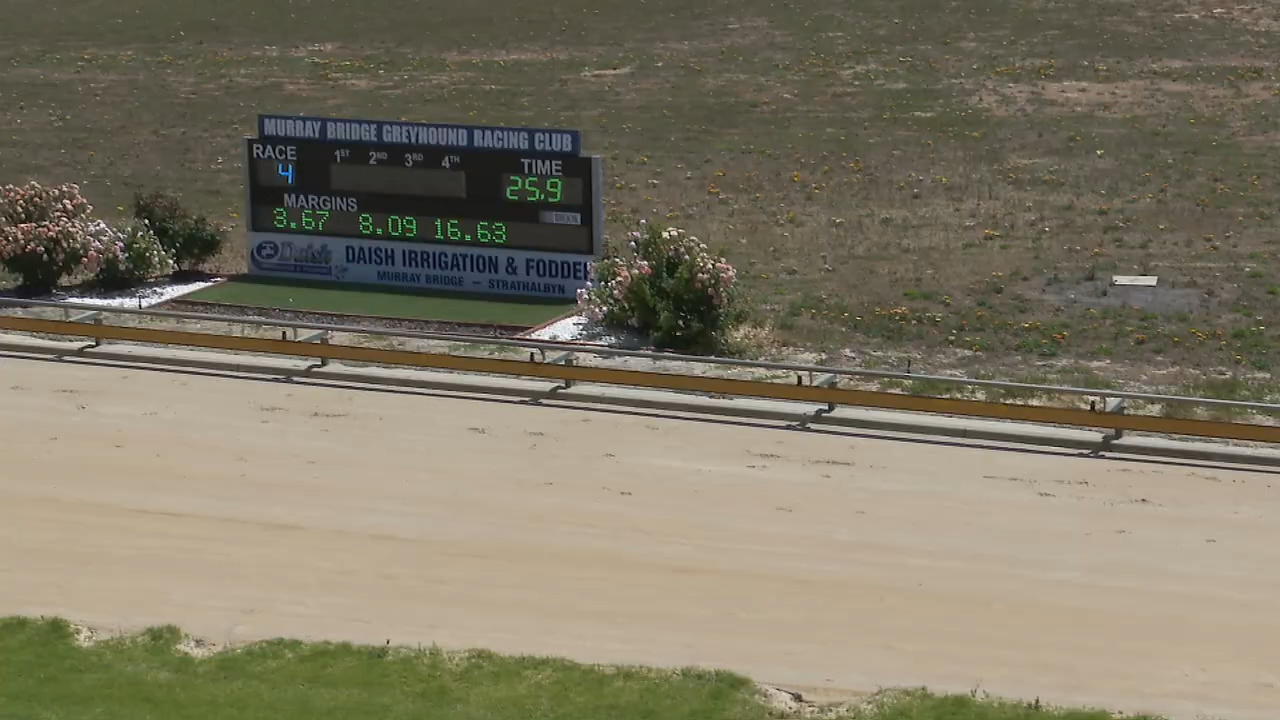 MURRAY BRIDGE GREYHOUND RACING CLUB
RACE 1ST 2ND 3RD 4TH TIME
4 25.9
MARGINS
3.67 8.09 16.63
Daish
DAISH IRRIGATION & FODDER
MURRAY BRIDGE – STRATHALBYN